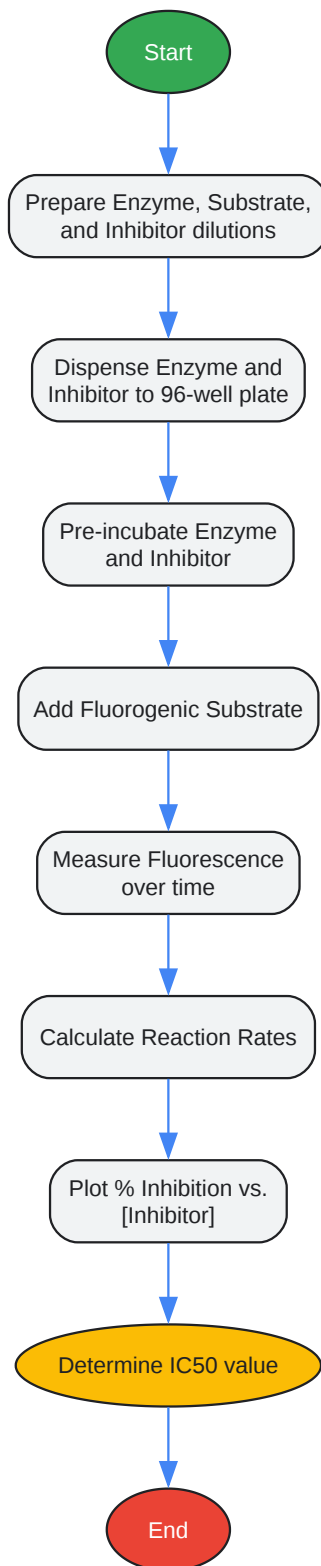 Start
Prepare Enzyme, Substrate,
and Inhibitor dilutions
Dispense Enzyme and
Inhibitor to 96-well plate
Pre-incubate Enzyme
and Inhibitor
Add Fluorogenic Substrate
Measure Fluorescence
over time
Calculate Reaction Rates
Plot % Inhibition vs.
[Inhibitor]
Determine IC50 value
End